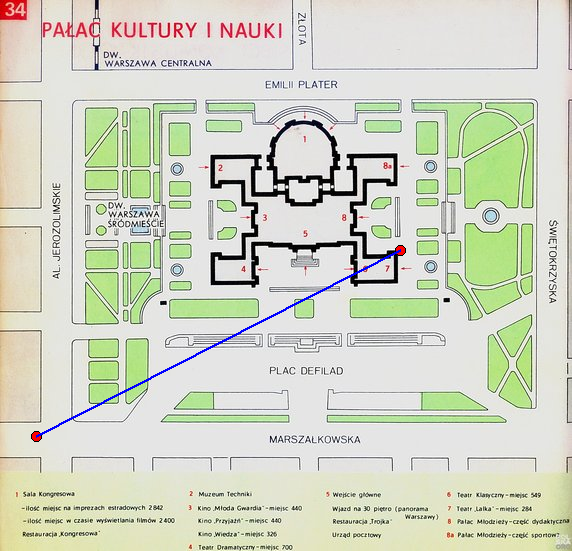 34
PAŁAC KULTURY I NAUKI
ZŁOTA
DW.
WARSZAWA CENTRALNA
EMILII PLATER
1
2
8a
AL. JEROZOLIMSKIE
DW.
WARSZAWA
ŚRÓDMIEŚCIE
3
8
5
ŚWIĘTOKRZYSKA
4
6
7
PLAC DEFILAD
MARSZAŁKOWSKA
1 Sala Kongresowa
-ilość miejsc na imprezach estradowych 2 842
-ilość miejsc w czasie wyświetlania filmów 2 400
Restauracja „Kongresowa"
2 Muzeum Techniki
3 Kino „Młoda Gwardia"-miejsc 440
Kino „Przyjaźń" -miejsc 440
Kino „Wiedza" -miejsc 326
4 Teatr Dramatyczny-miejsc 700
5 Wejście główne
Wjazd na 30 piętro (panorama
Warszawy)
Restauracja „Trojka"
Urząd pocztowy
6 Teatr Klasyczny-miejsc 549
7 Teatr „Lalka"-miejsc 284
8 Pałac Młodzieży-część dydaktyczna
8a Pałac Młodzieży-część sportowa